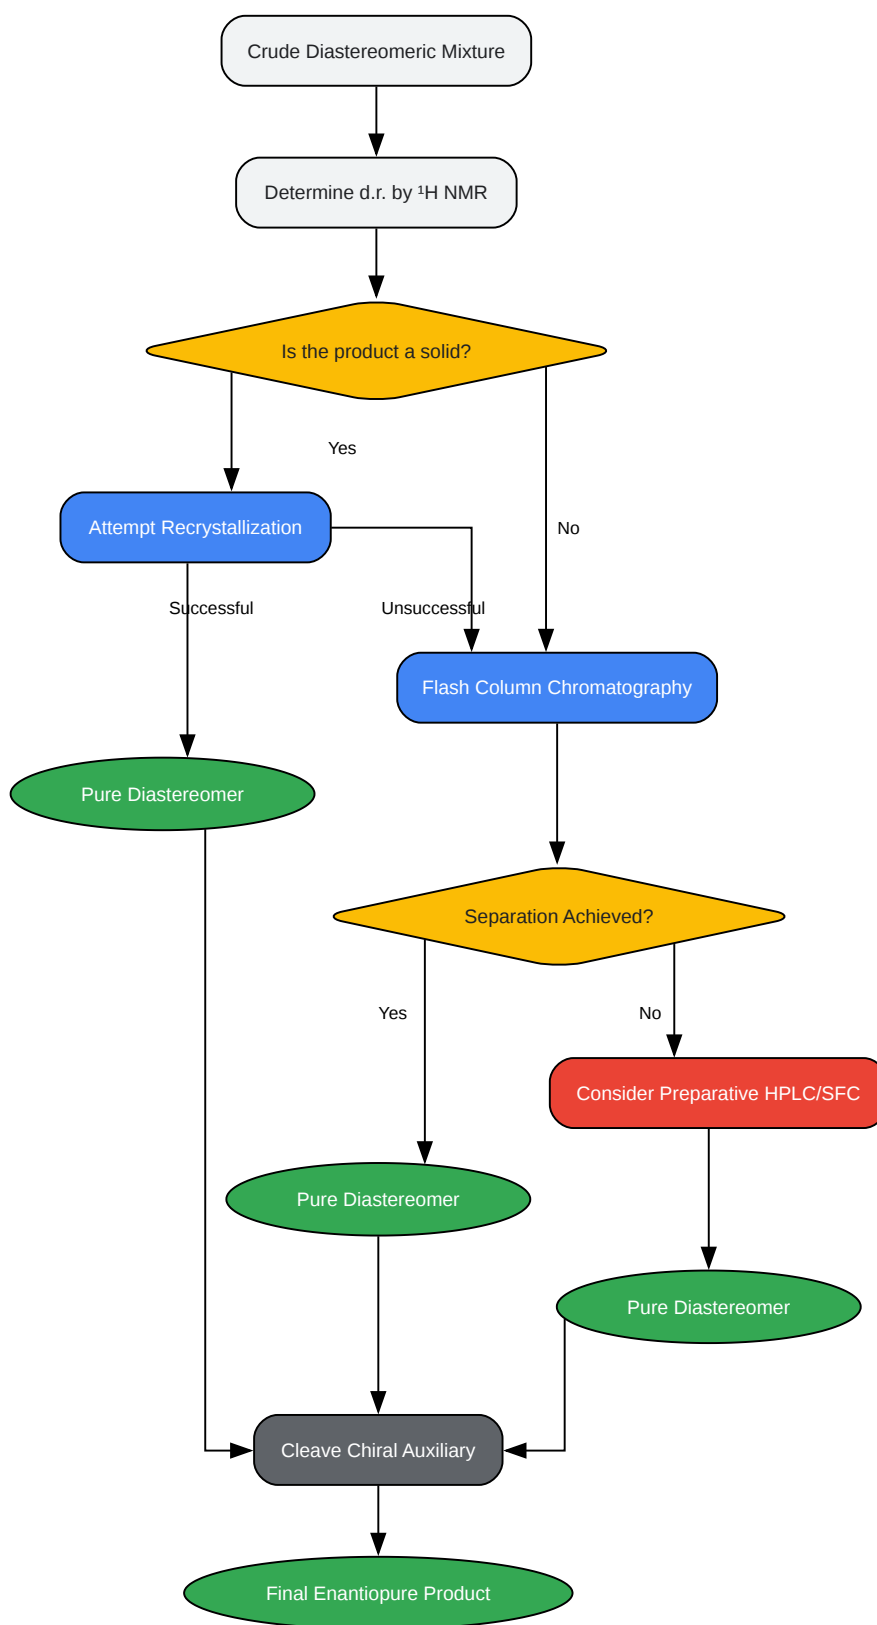 Crude Diastereomeric Mixture
Determine d.r. by ¹H NMR
Is the product a solid?
Yes
Attempt Recrystallization
No
Successful
Unsuccessful
Flash Column Chromatography
Pure Diastereomer
Separation Achieved?
Yes
No
Consider Preparative HPLC/SFC
Pure Diastereomer
Pure Diastereomer
Cleave Chiral Auxiliary
Final Enantiopure Product